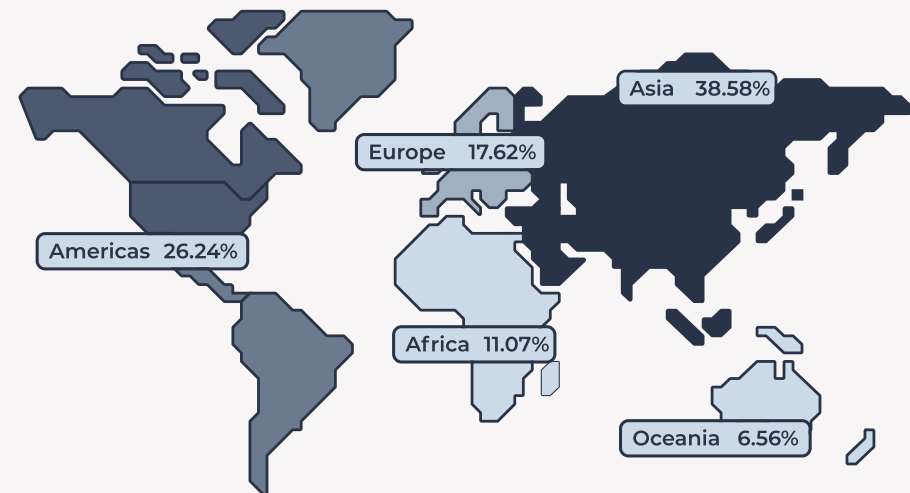 Asia 38.58%
Europe 17.62%
Americas 26.24%
Africa 11.07%
Oceania 6.56%